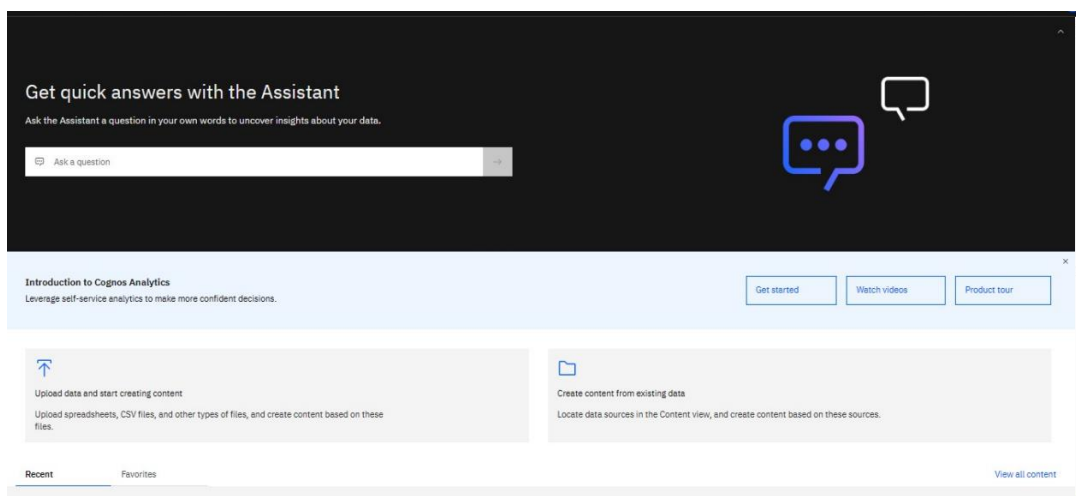 Get quick answers with the Assistant
Ask the Assistant a question in your own words to uncover insights about your data.
Ask a question
Introduction to Cognos Analytics
Leverage self-service analytics to make more confident decisions.
Get started
Watch videos
Product tour
Upload data and start creating content
Upload spreadsheets, CSV files, and other types of files, and create content based on these
files.
Create content from existing data
Locate data sources in the Content view, and create content based on these sources.
Recent
Favorites
View all content